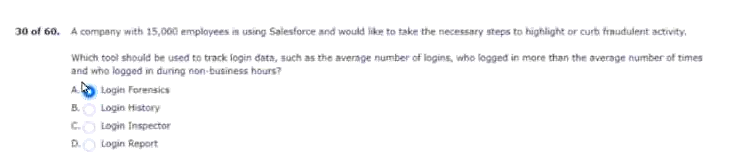 30 of 60. A company with 15,000 employees is using Salesforce and would like to take the necessary steps to highlight or curb fraudulent activity.
Which tool should be used to track login data, such as the average number of logins, who logged in more than the average number of times
and who logged in during non-business hours?
A. Login Forensics
B. Login History
C. Login Inspector
D. Login Report